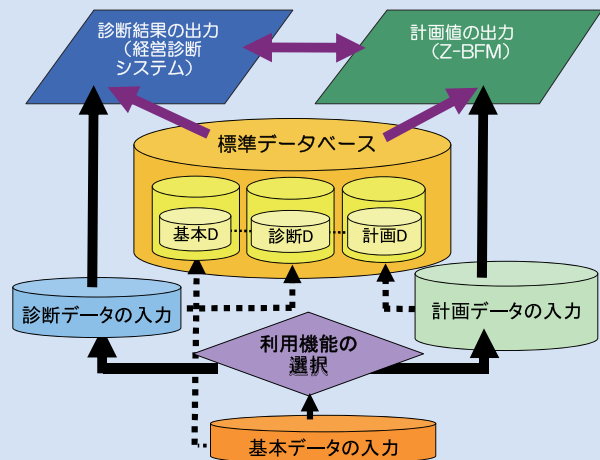 診断結果の出力
（経営診断
システム）
計画値の出力
（Z-BFM）
標準データベース
基本D
診断D
計画D
診断データの入力
計画データの入力
利用機能の
選択
基本データの入力